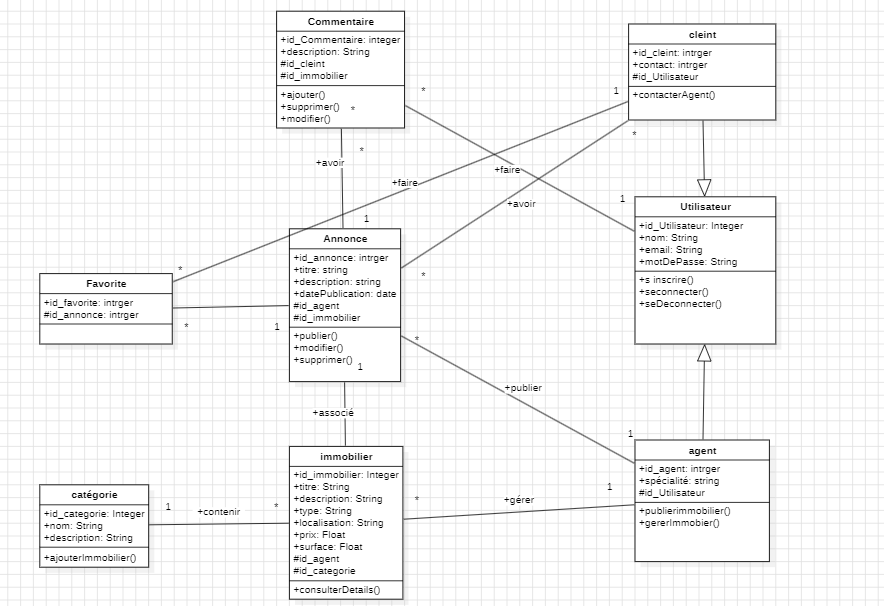 Commentaire
+id_Commentaire: integer
+description: String
#id_cleint
#id_immobilier
+ajouter()
+supprimer()
+modifier()
*
*
cleint
+id_cleint: intrger
+contact: intrger
#id_Utilisateur
+contacterAgent()
1
*
*
+avoir
+faire
+faire
+avoir
1
1
Utilisateur
+id_Utilisateur: Integer
+nom: String
+email: String
+motDePasse: String
+s inscrire()
+seconnecter()
+seDeconnecter()
Annonce
+id_annonce: intrger
+titre: string
+description: string
+datePublication: date
#id_agent
#id_immobilier
+publier()
+modifier()
+supprimer()
1
*
*
Favorite
+id_favorite: intrger
#id_annonce: intrger
*
1
*
+publier
1
+associé
agent
+id_agent: intrger
+spécialité: string
#id_Utilisateur
+publierimmobilier()
+gererImmobier()
immobilier
+id_immobilier: Integer
+titre: String
+description: String
+type: String
+localisation: String
+prix: Float
+surface: Float
#id_agent
#id_categorie
+consulterDetails()
*
+gérer
1
catégorie
+id_categorie: Integer
+nom: String
+description: String
+ajouterImmobilier()
1
+contenir
*